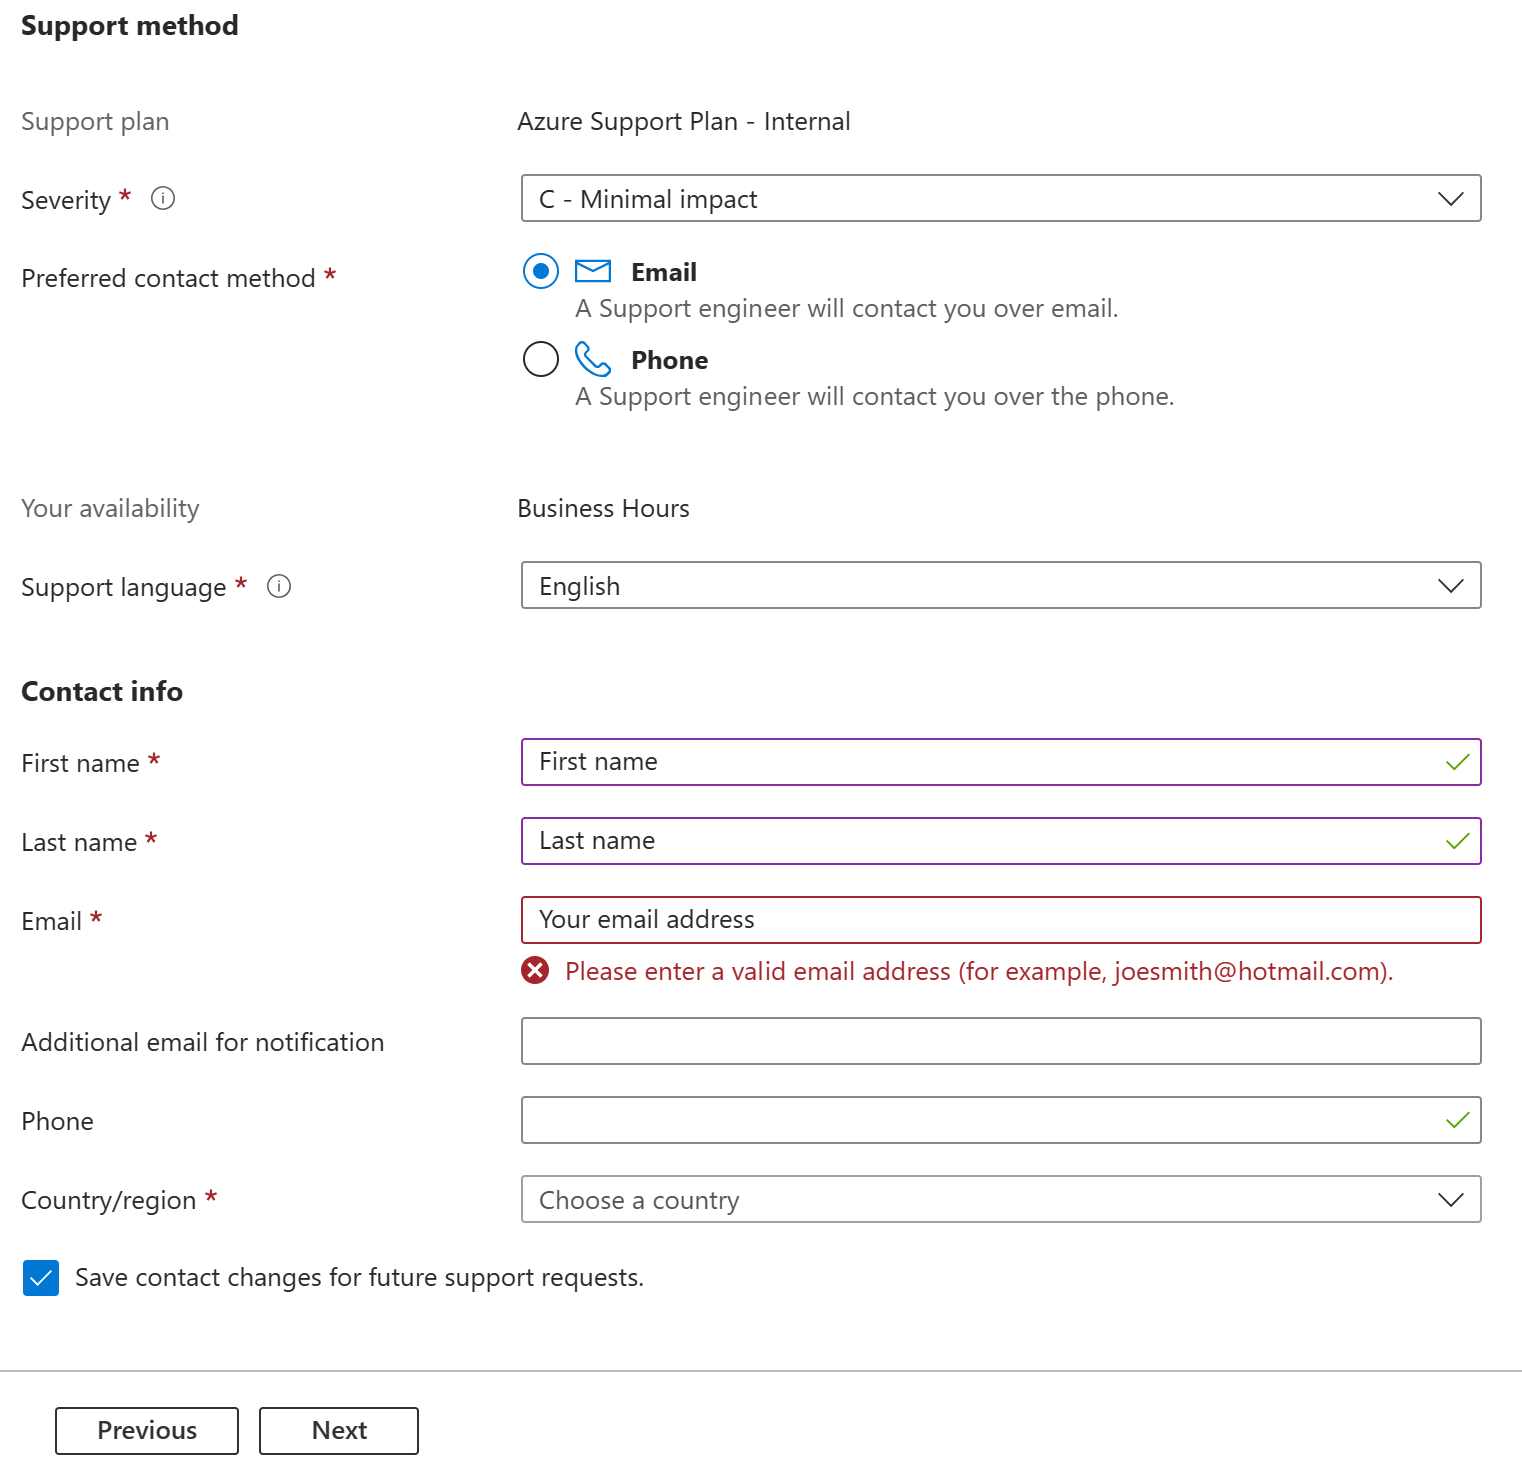 Support method
Support plan
Azure Support Plan - Internal
Severity *
C - Minimal impact
Preferred contact method *
Email
A Support engineer will contact you over email.
Phone
A Support engineer will contact you over the phone.
Your availability
Business Hours
Support language *
English
Contact info
First name *
First name
Last name *
Last name
Email *
Your email address
Please enter a valid email address (for example, joesmith@hotmail.com).
Additional email for notification
Phone
Country/region *
Choose a country
Save contact changes for future support requests.
Previous
Next